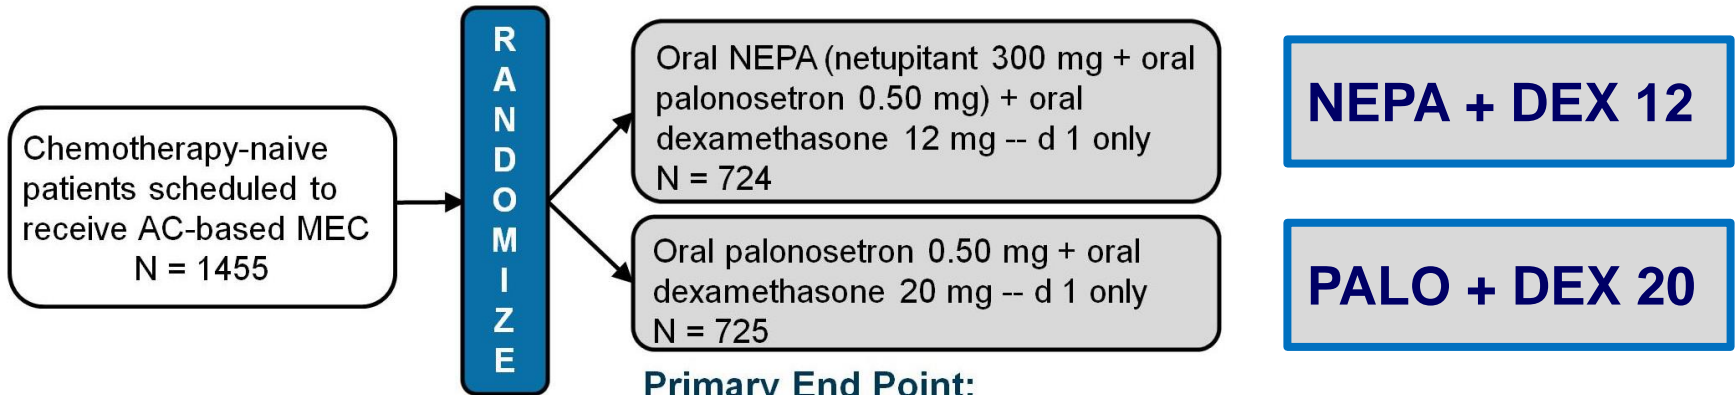 Chemotherapy-naive
patients scheduled to
receive AC-based MEC
N = 1455
RANDOMIZE
Oral NEPA (netupitant 300 mg + oral
palonosetron 0.50 mg) + oral
dexamethasone 12 mg -- d 1 only
N = 724
Oral palonosetron 0.50 mg + oral
dexamethasone 20 mg -- d 1 only
N = 725
NEPA + DEX 12
PALO + DEX 20
Primary End Point: